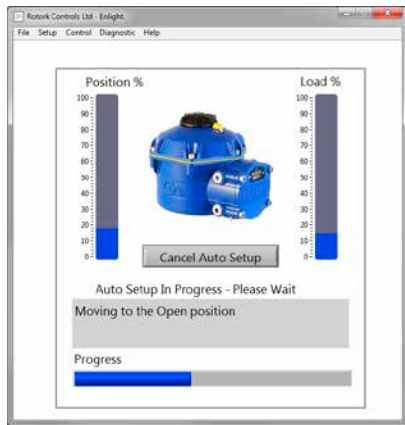 Rotork Controls Ltd - Enlight.
File Setup Control Diagnostic Help
Position % Load %
100 100
90 90
80 80
70 70
60 60
50 50
40 40
30 30
20 20
10 10
0 0
Cancel Auto Setup
Auto Setup In Progress - Please Wait
Moving to the Open position
Progress